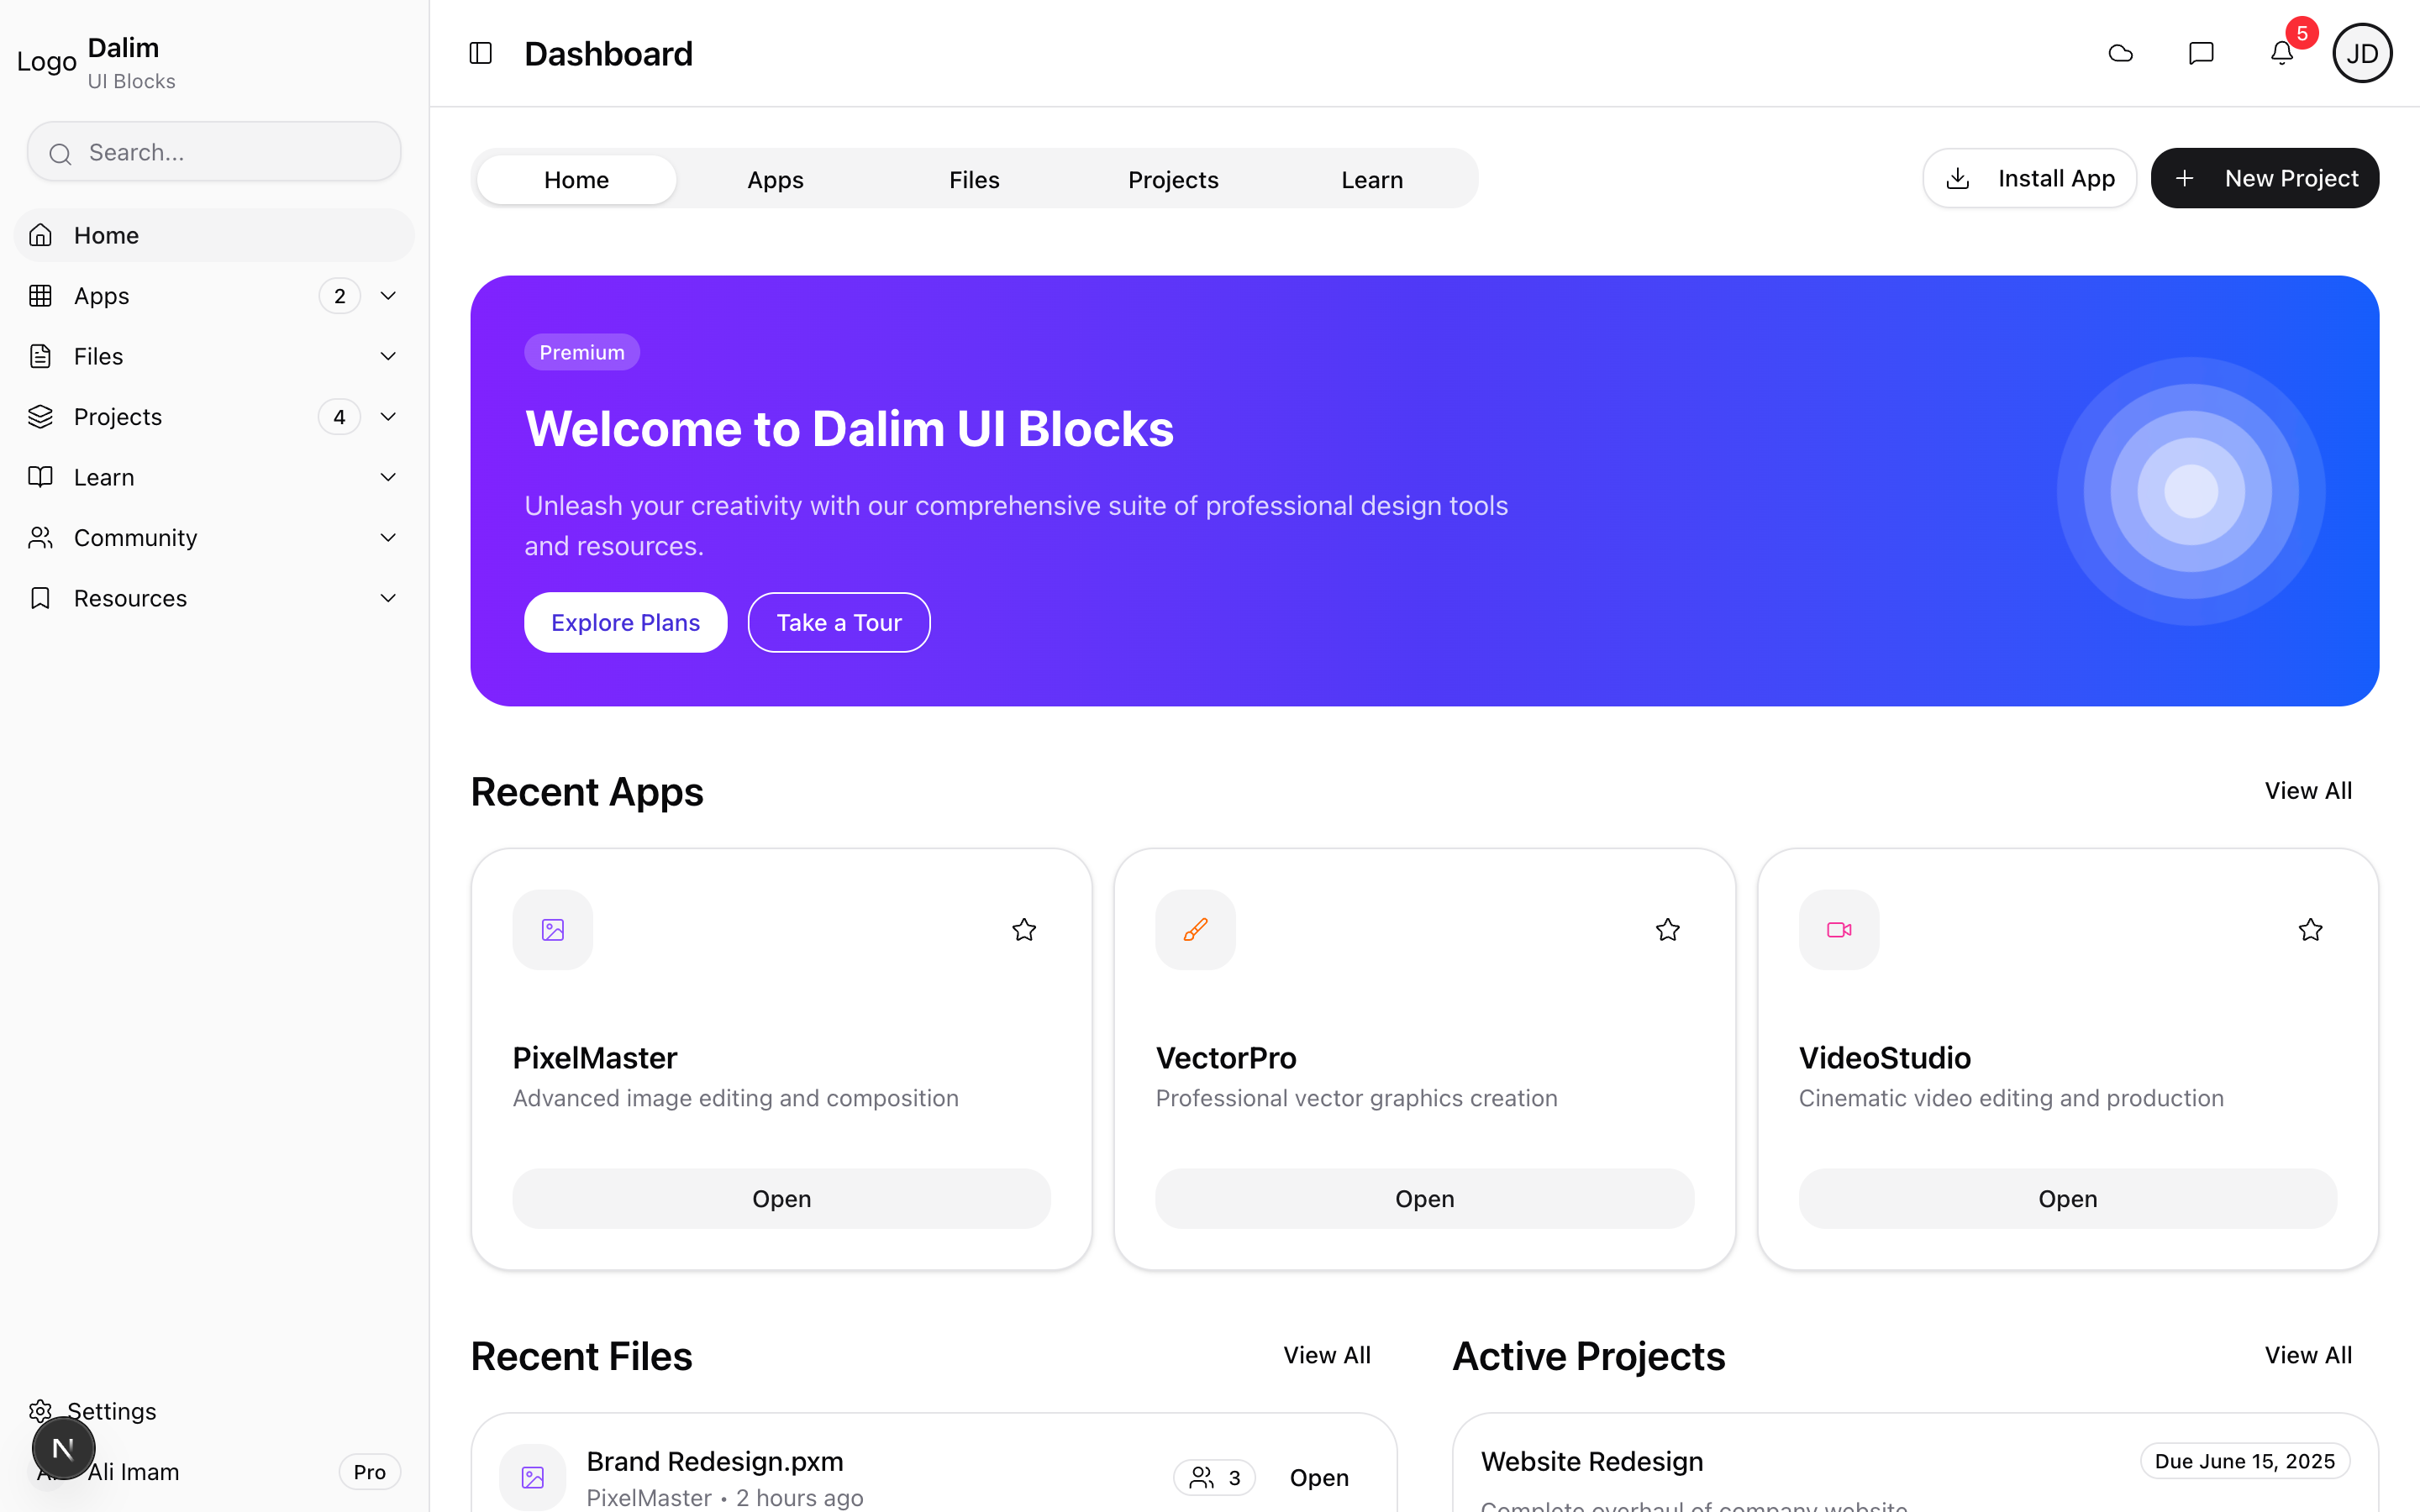 Logo
Dalim
UI Blocks
Search...
Home
Apps 2
Files
Projects 4
Learn
Community
Resources
Settings
N
Ali Imam Pro
Dashboard
5
JD
Home Apps Files Projects Learn
Install App
New Project
Premium
Welcome to Dalim UI Blocks
Unleash your creativity with our comprehensive suite of professional design tools
and resources.
Explore Plans Take a Tour
Recent Apps View All
PixelMaster
Advanced image editing and composition
Open
VectorPro
Professional vector graphics creation
Open
VideoStudio
Cinematic video editing and production
Open
Recent Files View All
Brand Redesign.pxm
PixelMaster • 2 hours ago
3 Open
Active Projects View All
Website Redesign Due June 15, 2025
Complete overhaul of company website